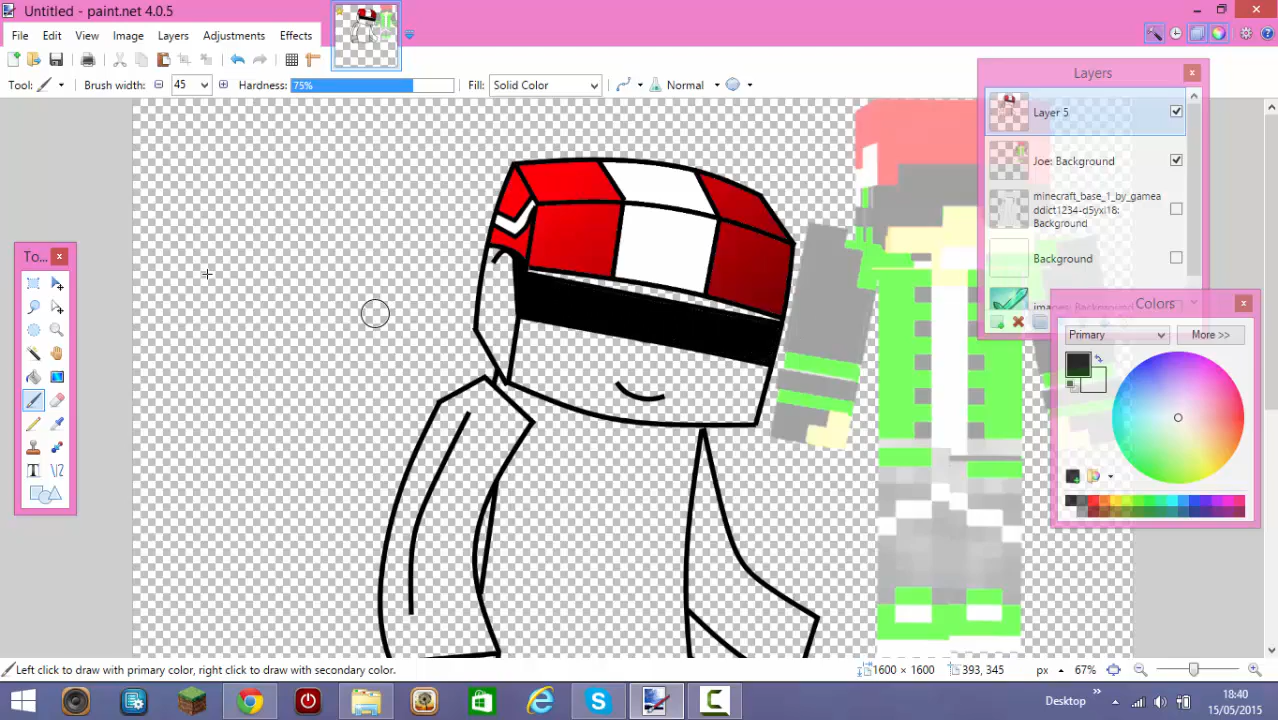 Untitled - paint.net 4.0.5
File Edit View Image Layers Adjustments Effects
Tool: Brush width: 45 Hardness: 75% Fill: Solid Color Normal
Layers
Layer 5
Joe: Background
minecraft_base_1_by_gamea
ddict1234-d5yxi18:
Background
Background
images: Background
To...
Colors
Primary More >>
Left click to draw with primary color, right click to draw with secondary color. 1600 × 1600 393, 345 px 67%
Desktop
18:40
15/05/2015